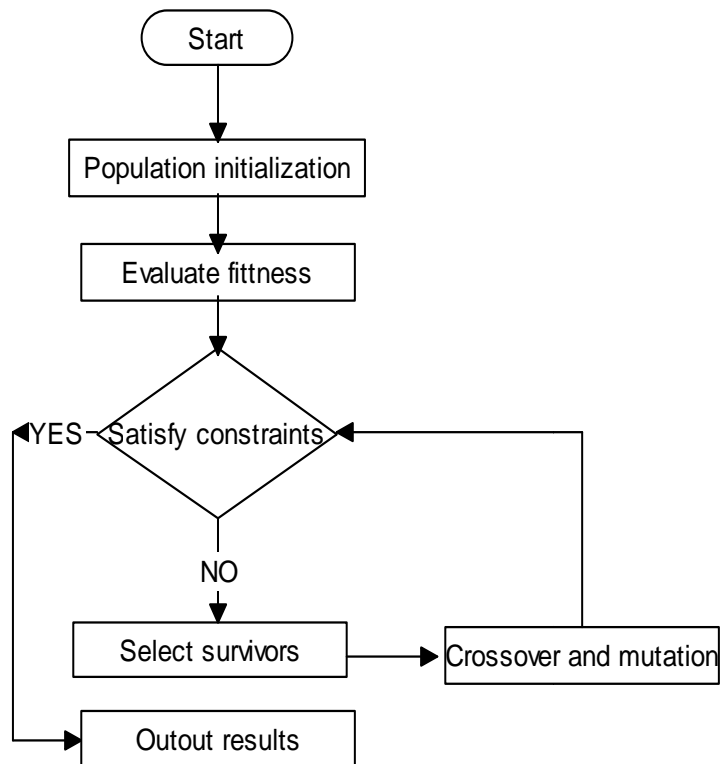 Start
Population initialization
Evaluate fittness
YES
Satisfy constraints
NO
Select survivors
Crossover and mutation
Outout results